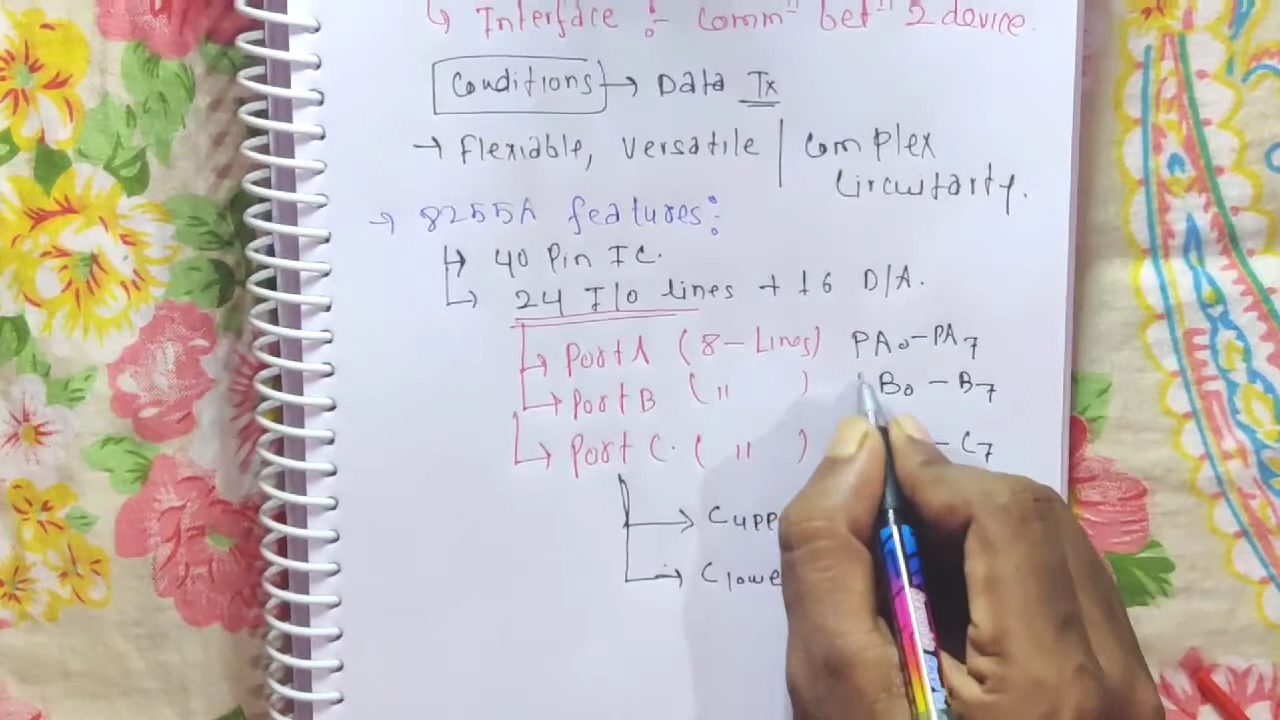 ↳ Interface :- Commⁿ betⁿ 2 device.
Conditions → Data Tx
→ flexiable, versatile | complex
circuitarty.
→ 8255A features:
↳ 40 Pin IC.
↳ 24 I/O lines + 16 D/A.
↳ Port A (8-Lines) PA0-PA7
↳ Port B ( " ) B0 - B7
↳ Port C. ( " ) - C7
→ Cupp
→ Clowe